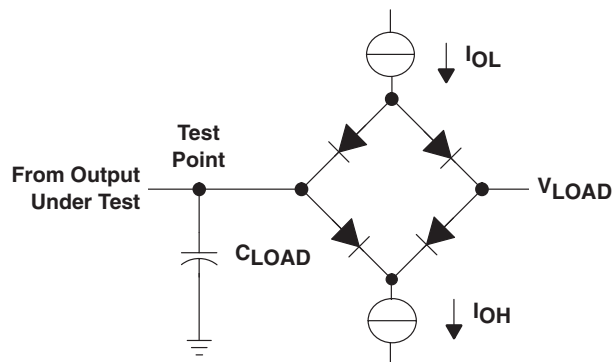 IOL
Test
Point
From Output
Under Test
VLOAD
CLOAD
IOH